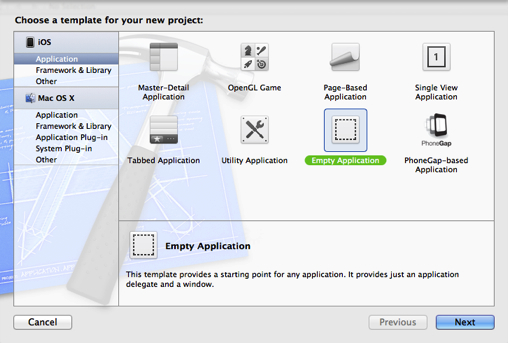 Choose a template for your new project:
iOS
Application
Framework & Library
Other
Mac OS X
Application
Framework & Library
Application Plug-in
System Plug-in
Other
Master-Detail
Application
OpenGL Game
Page-Based
Application
1
Single View
Application
Tabbed Application
Utility Application
Empty Application
PhoneGap
PhoneGap-based
Application
Empty Application
This template provides a starting point for any application. It provides just an application
delegate and a window.
Cancel
Previous
Next